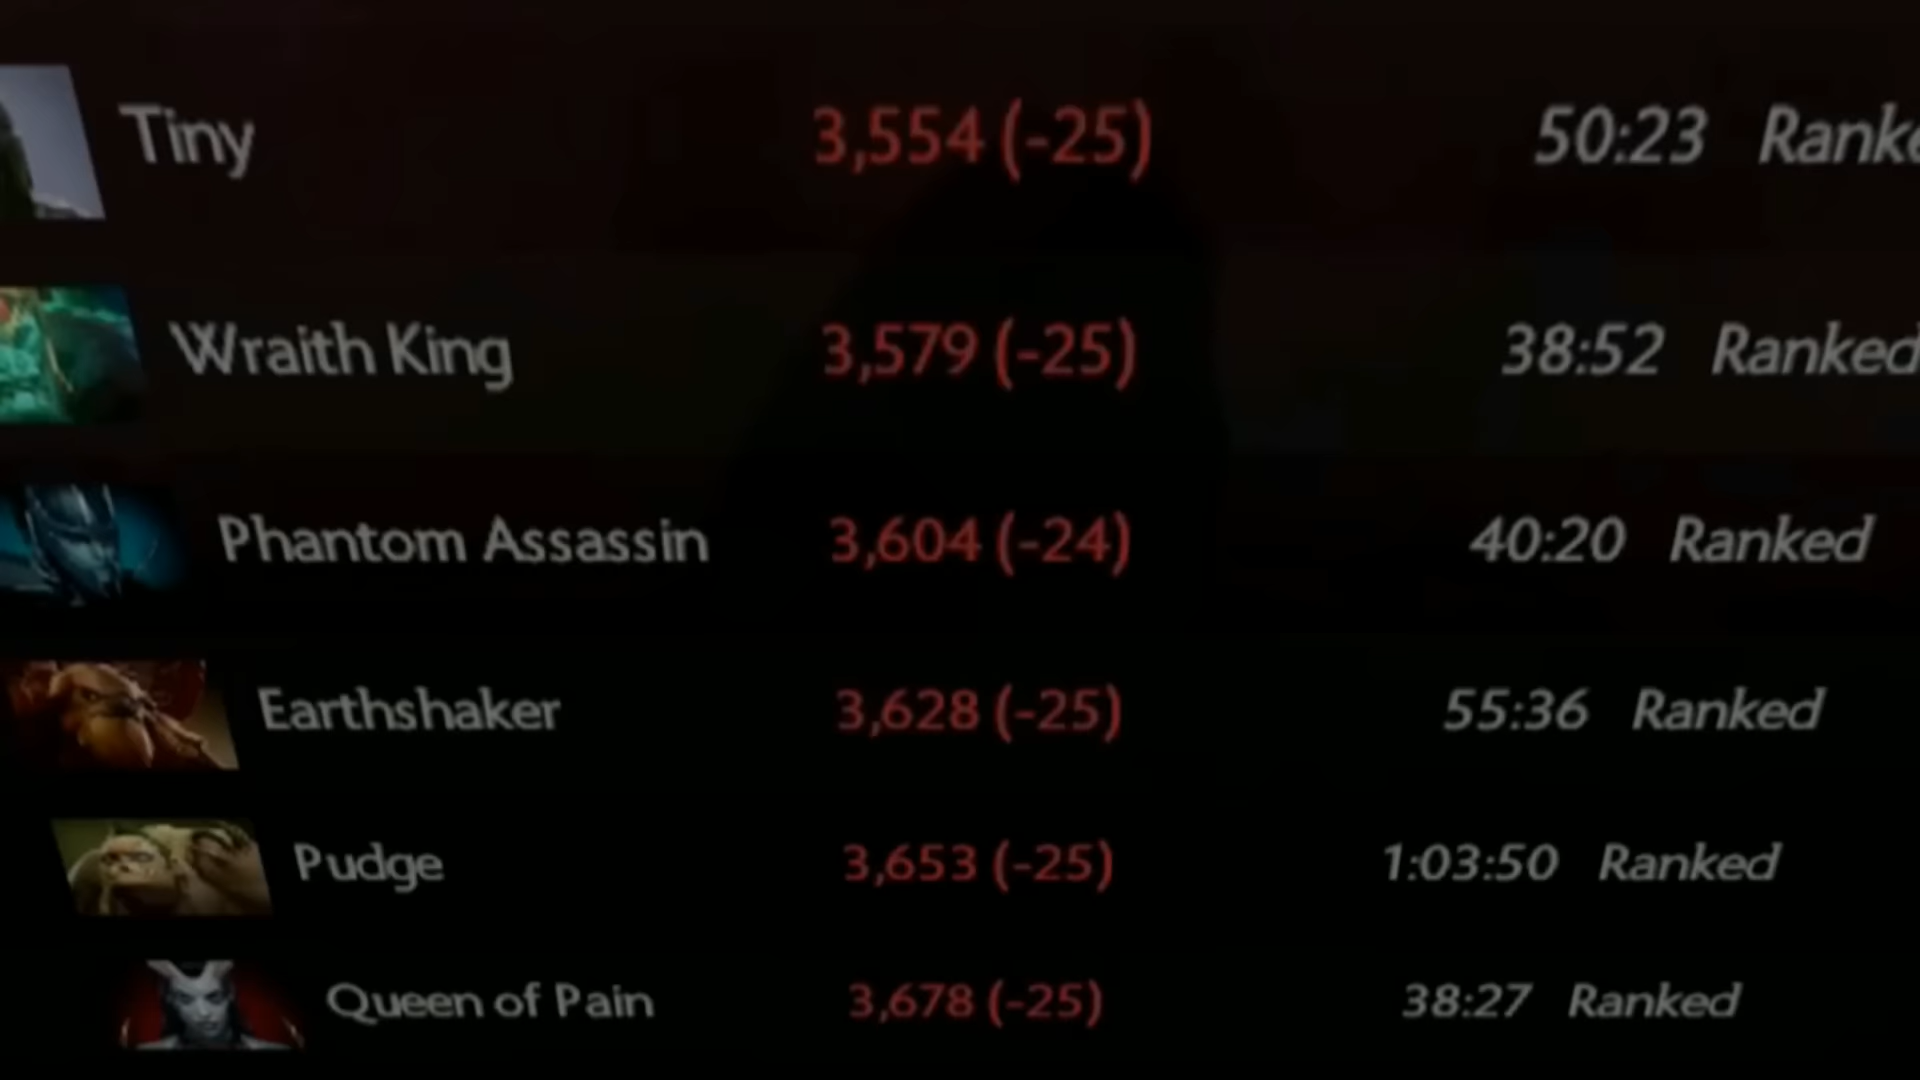 Tiny 3,554 (-25) 50:23 Ranke
Wraith King 3,579 (-25) 38:52 Ranked
Phantom Assassin 3,604 (-24) 40:20 Ranked
Earthshaker 3,628 (-25) 55:36 Ranked
Pudge 3,653 (-25) 1:03:50 Ranked
Queen of Pain 3,678 (-25) 38:27 Ranked